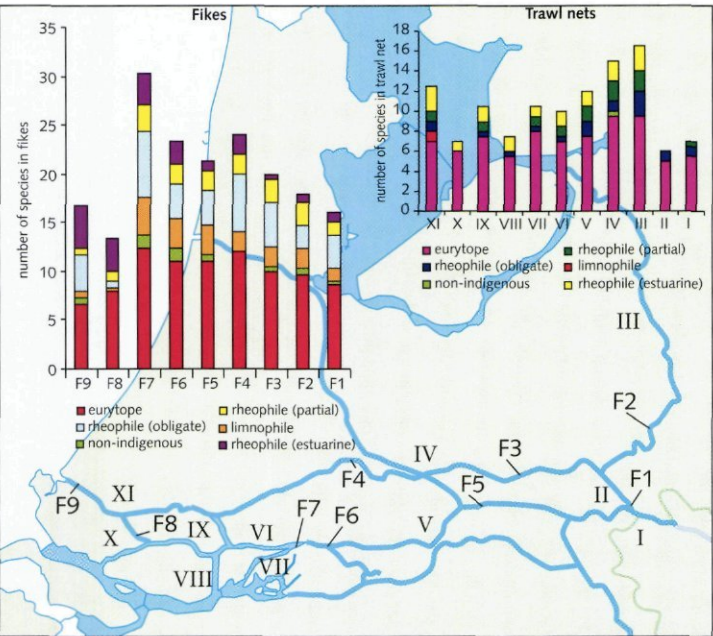 Fikes
number of species in fikes
35
30
25
20
15
10
5
0
F9 F8 F7 F6 F5 F4 F3 F2 F1
eurytope
rheophile (obligate)
non-indigenous
rheophile (partial)
limnophile
rheophile (estuarine)
Trawl nets
number of species in trawl net
18
16
14
12
10
8
6
4
2
0
XI X IX VIII VII VI V IV III II I
eurytope
rheophile (obligate)
non-indigenous
rheophile (partial)
limnophile
rheophile (estuarine)
III
F2
IV
F3
F4
F5
F1
II
XI
F9
F7
F8
F6
IX
VI
V
X
I
VII
VIII